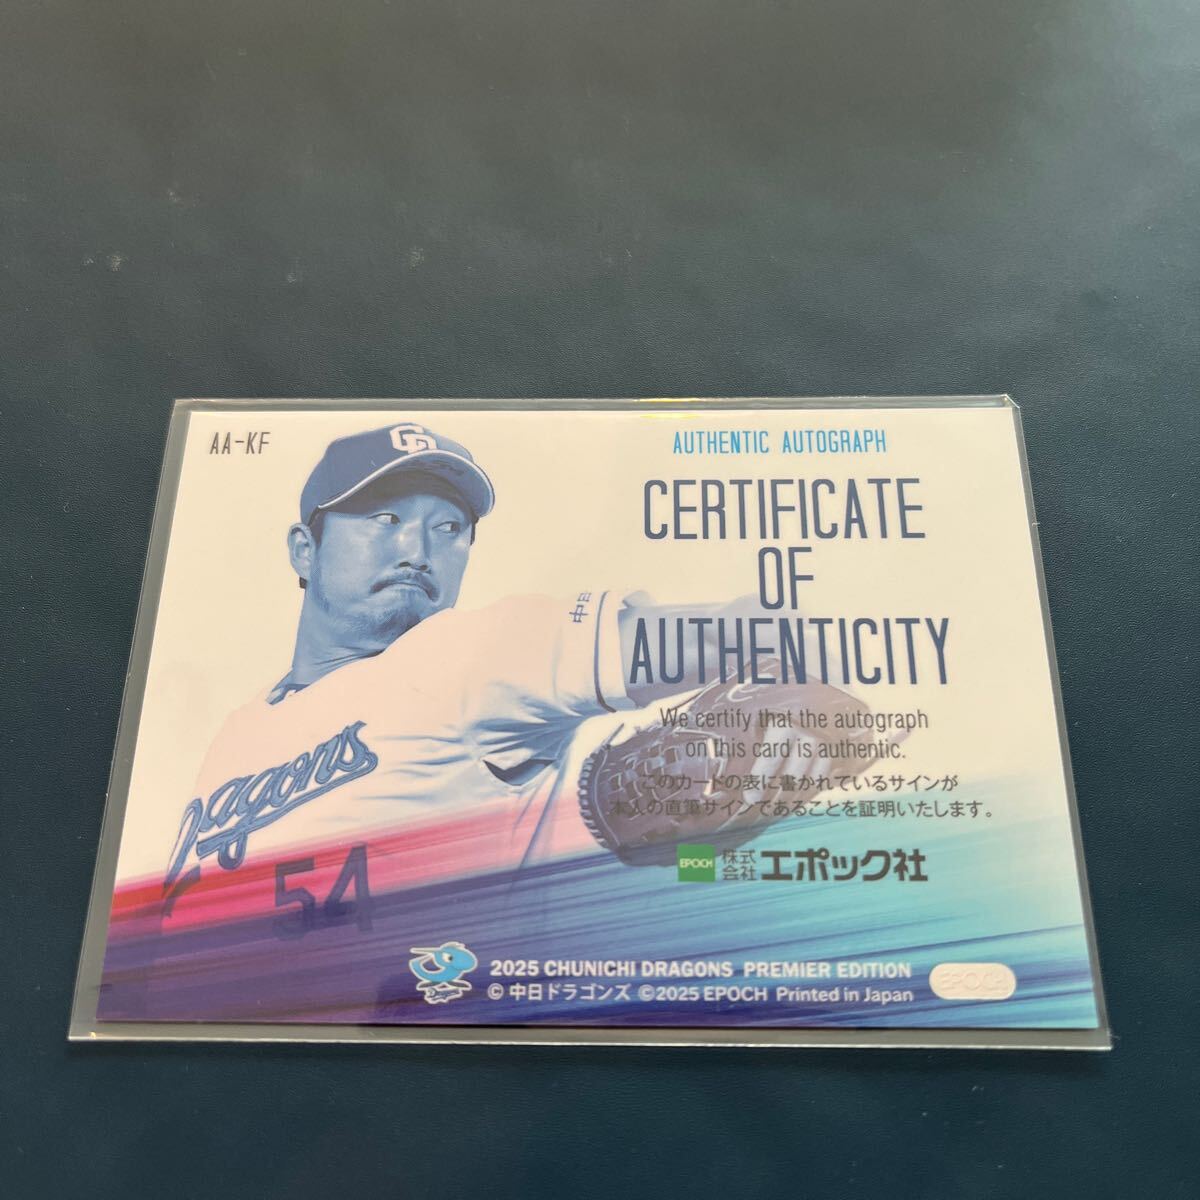 AA-KF
CD
中日
Dragons
54
AUTHENTIC AUTOGRAPH
CERTIFICATE
OF
AUTHENTICITY
We certify that the autograph
on this card is authentic.
このカードの表に書かれているサインが
本人の直筆サインであることを証明いたします。
EPOCH 株式会社 エポック社
Dragons
2025 CHUNICHI DRAGONS PREMIER EDITION
© 中日ドラゴンズ ©2025 EPOCH Printed in Japan
EPOCH